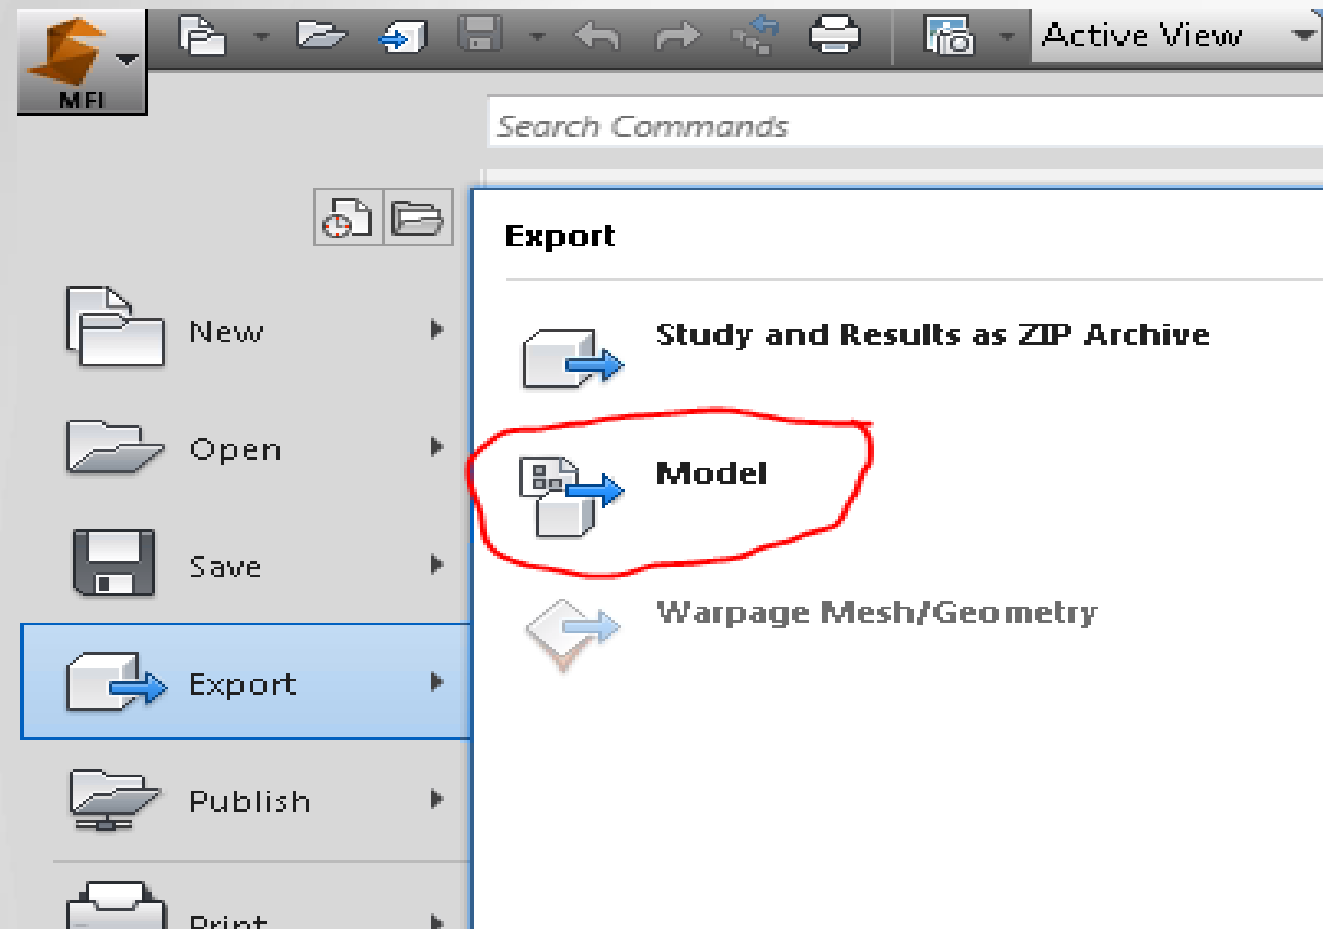 Active View
MFI
Search Commands
Export
New
Study and Results as ZIP Archive
Open
Model
Save
Warpage Mesh/Geometry
Export
Publish
Print